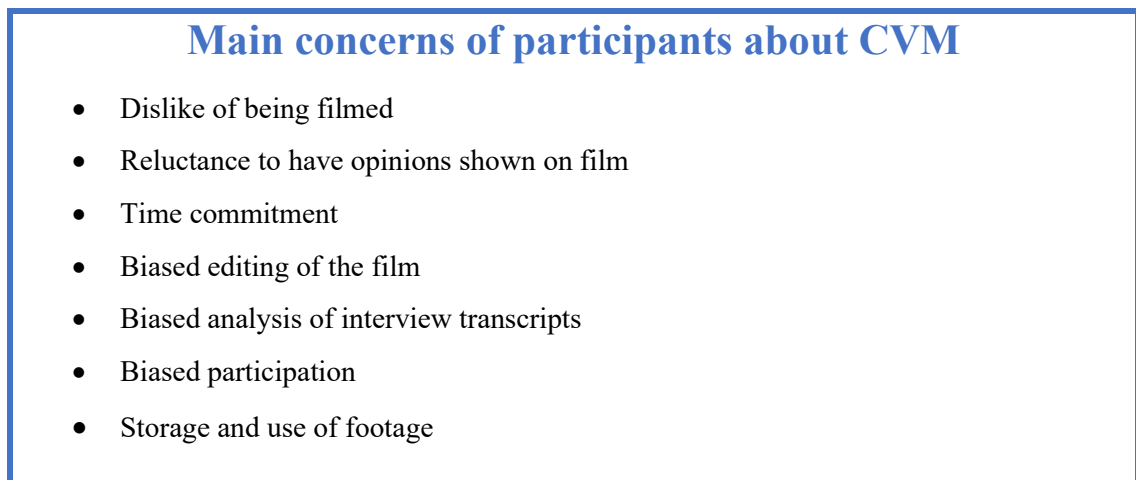 Main concerns of participants about CVM
• Dislike of being filmed
• Reluctance to have opinions shown on film
• Time commitment
• Biased editing of the film
• Biased analysis of interview transcripts
• Biased participation
• Storage and use of footage